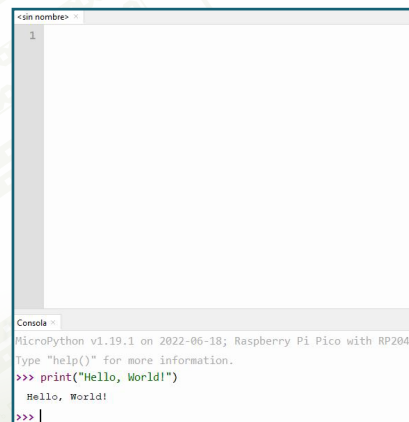 <sin nombre> ×
1
Consola ×
MicroPython v1.19.1 on 2022-06-18; Raspberry Pi Pico with RP204
Type "help()" for more information.
>>> print("Hello, World!")
Hello, World!
>>>